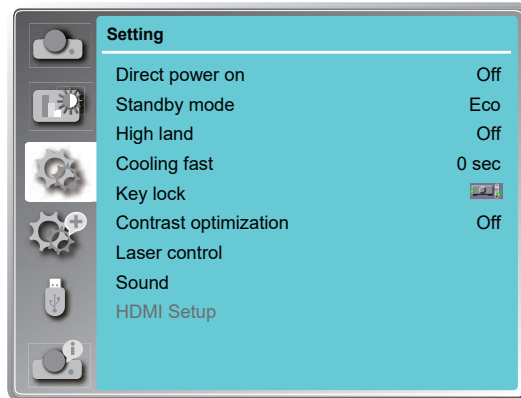 Setting
Direct power on Off
Standby mode Eco
High land Off
Cooling fast 0 sec
Key lock
Contrast optimization Off
Laser control
Sound
HDMI Setup